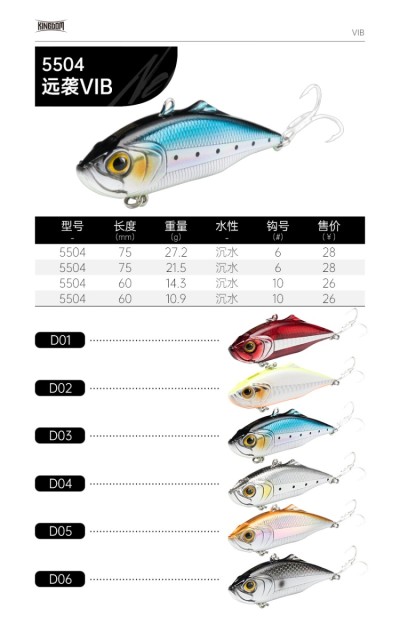 KINGDOM
VIB
5504
远袭VIB
型号 长度 重量 水性 钩号 售价
- (mm) (g) - (#) (￥)
5504 75 27.2 沉水 6 28
5504 75 21.5 沉水 6 28
5504 60 14.3 沉水 10 26
5504 60 10.9 沉水 10 26
D01
D02
D03
D04
D05
D06